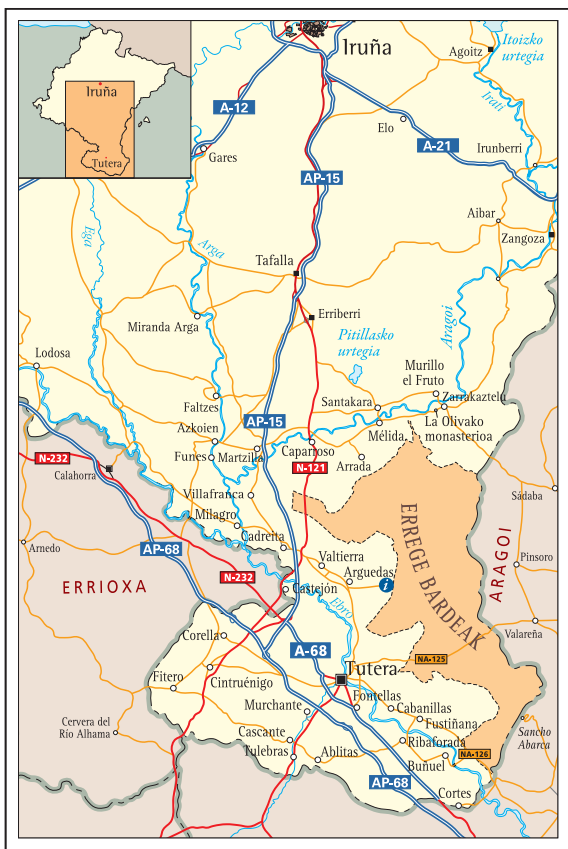 Iruña
Tutera
Iruña
Agoitz
Itoizko
urtegia
Irati
A-12
Elo
A-21
Irunberri
Gares
AP-15
Aibar
Zangoza
Ega
Arga
Tafalla
Aragoi
Erriberri
Miranda Arga
Pitillasko
urtegia
Lodosa
Murillo
el Fruto
Faltzes
Santakara
Zarrakaztelu
AP-15
La Olivako
monasterioa
Azkoien
Mélida
Funes
Martzilla
Caparroso
N-232
N-121
Arrada
Calahorra
Villafranca
Sádaba
Milagro
ERREGE BARDEAK
Cadreita
Arnedo
AP-68
Valtierra
Pinsoro
ARAGOI
N-232
Arguedas
i
ERRIOXA
Castejón
Ebro
Corella
Valareña
A-68
NA-125
Tutera
Cintruénigo
Fitero
Fontellas
Murchante
Cabanillas
Cervera del
Río Alhama
Fustiñana
Sancho
Abarca
Cascante
Ribaforada
Tulebras
Ablitas
NA-126
Buñuel
AP-68
Cortes